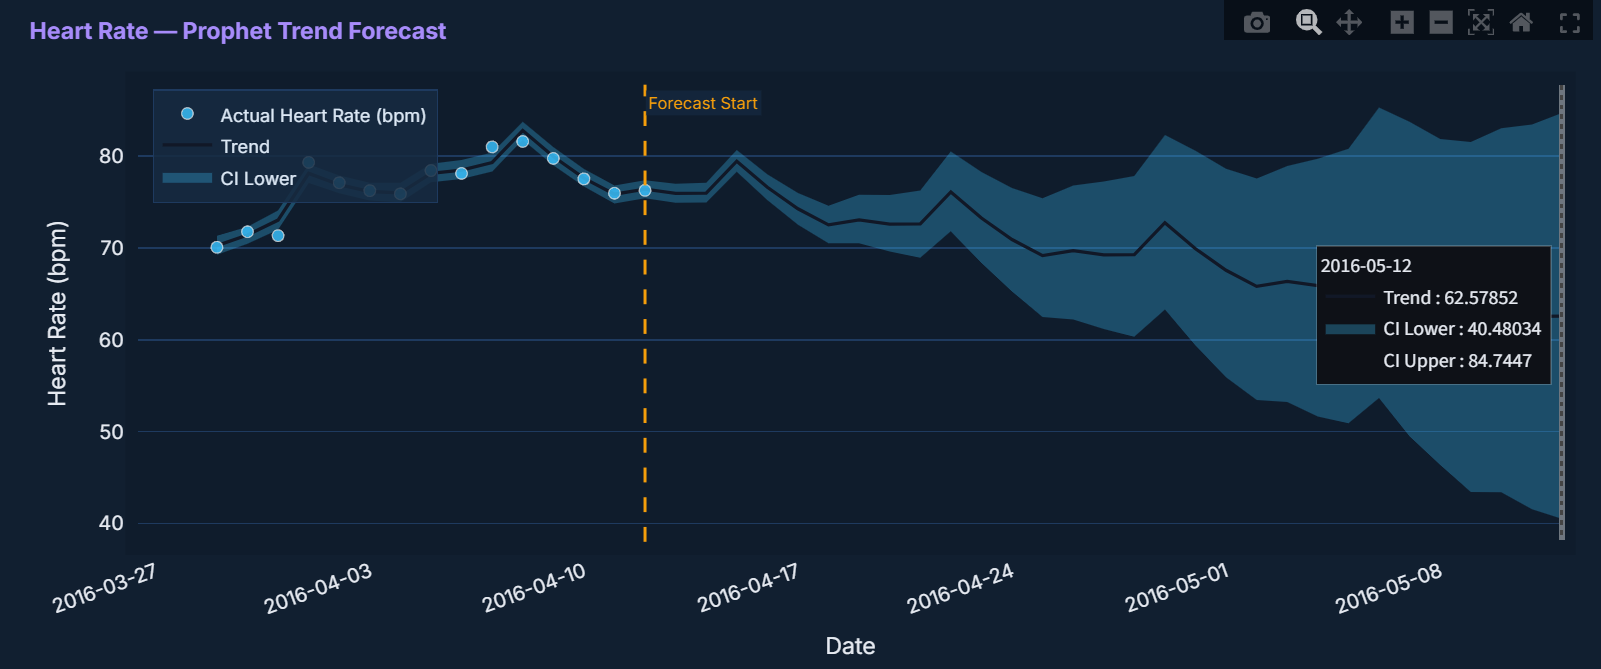 Heart Rate — Prophet Trend Forecast
Actual Heart Rate (bpm)
Trend
CI Lower
Forecast Start
80
70
60
50
40
Heart Rate (bpm)
2016-05-12
Trend : 62.57852
CI Lower : 40.48034
CI Upper : 84.7447
2016-03-27
2016-04-03
2016-04-10
2016-04-17
2016-04-24
2016-05-01
2016-05-08
Date